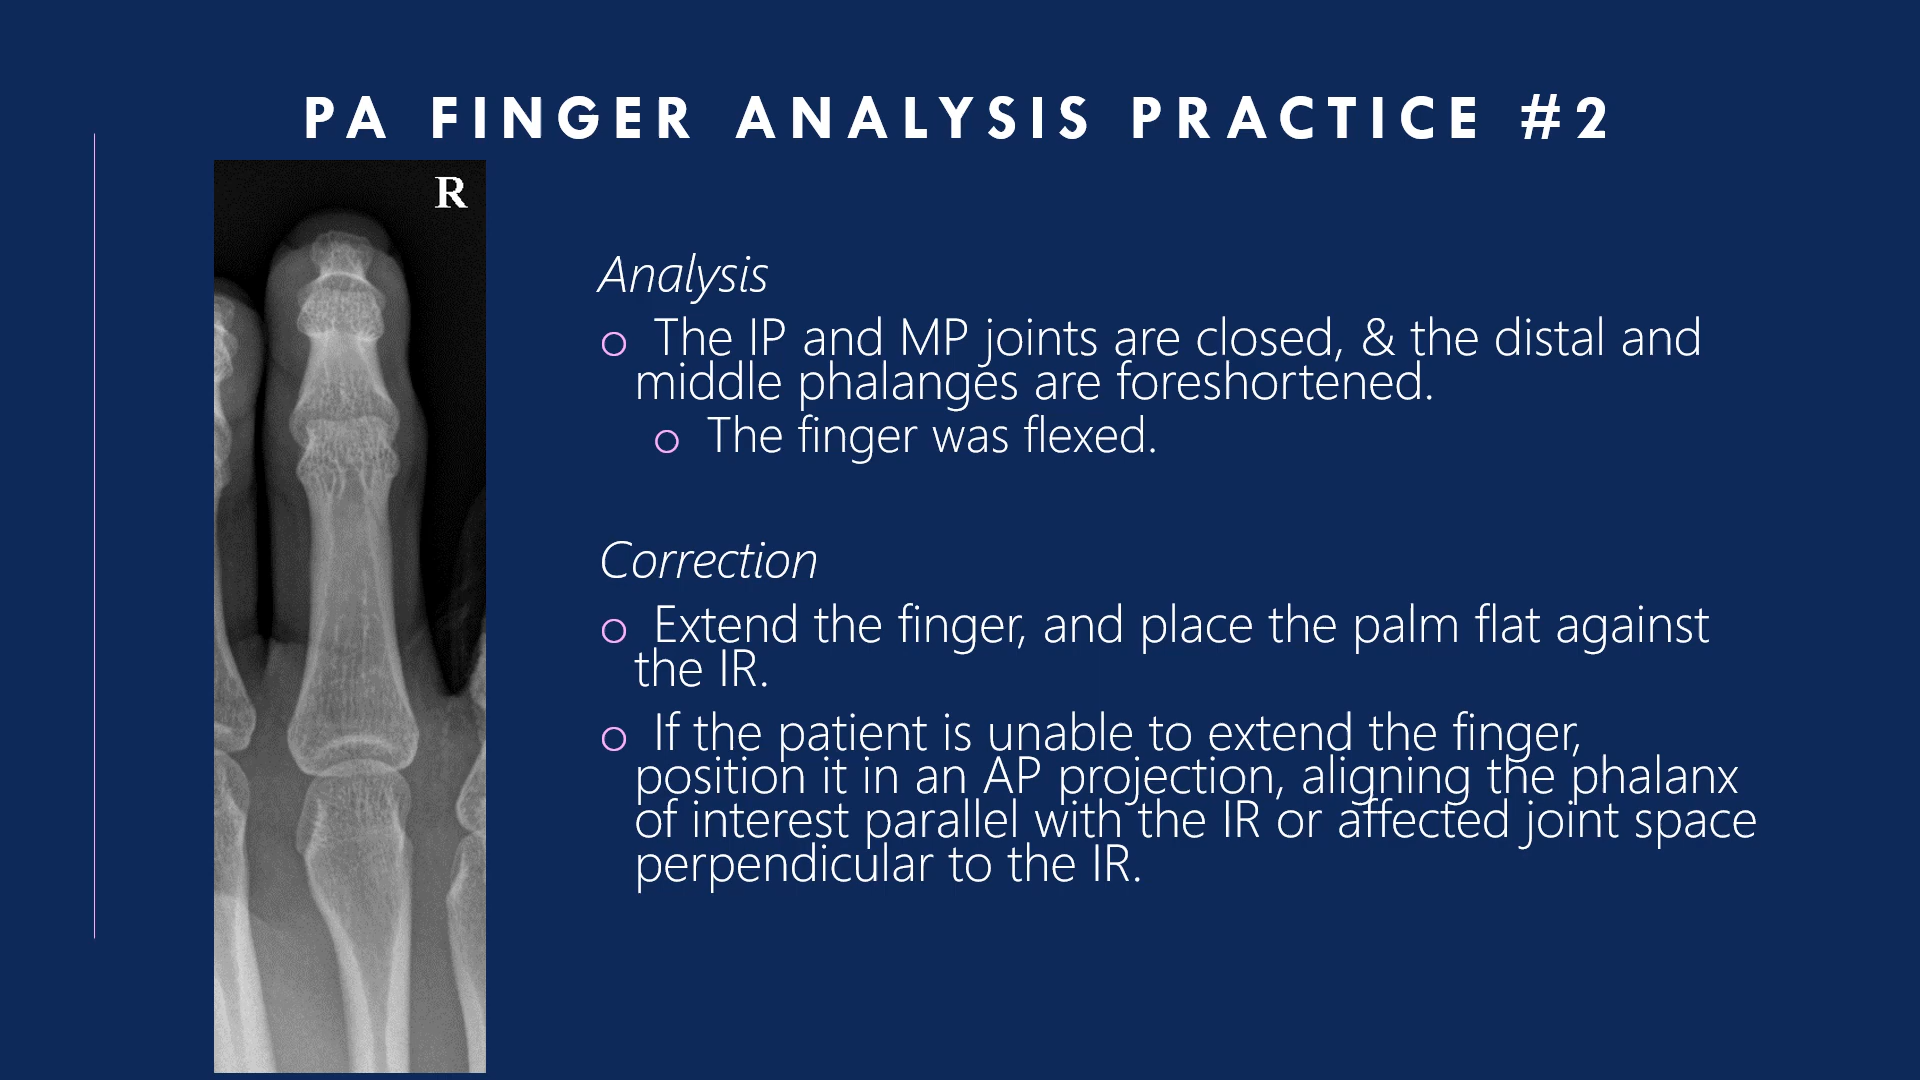 PA FINGER ANALYSIS PRACTICE #2
R
Analysis
o The IP and MP joints are closed, & the distal and
middle phalanges are foreshortened.
o The finger was flexed.
Correction
o Extend the finger, and place the palm flat against
the IR.
o If the patient is unable to extend the finger,
position it in an AP projection, aligning the phalanx
of interest parallel with the IR or affected joint space
perpendicular to the IR.